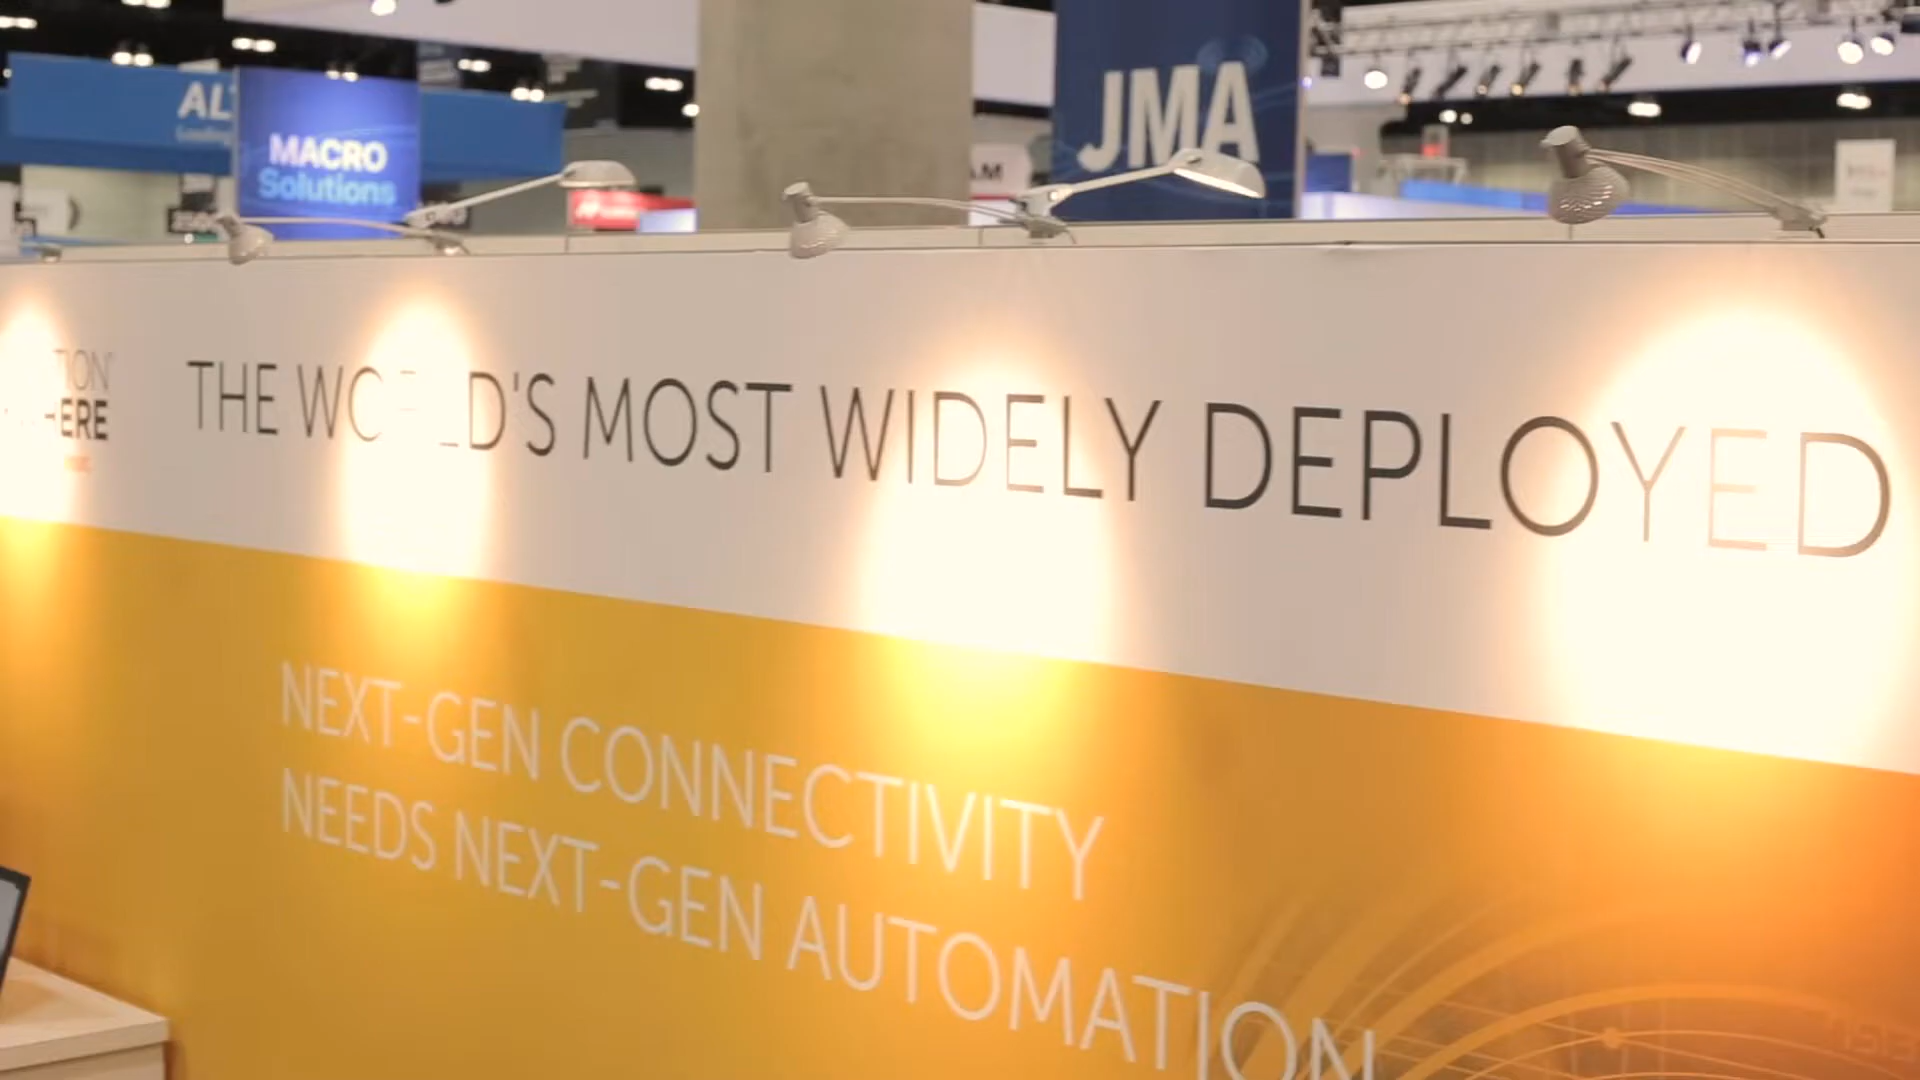 MACRO
Solutions
JMA
THE WORLD'S MOST WIDELY DEPLOYED
NEXT-GEN CONNECTIVITY
NEEDS NEXT-GEN AUTOMATION